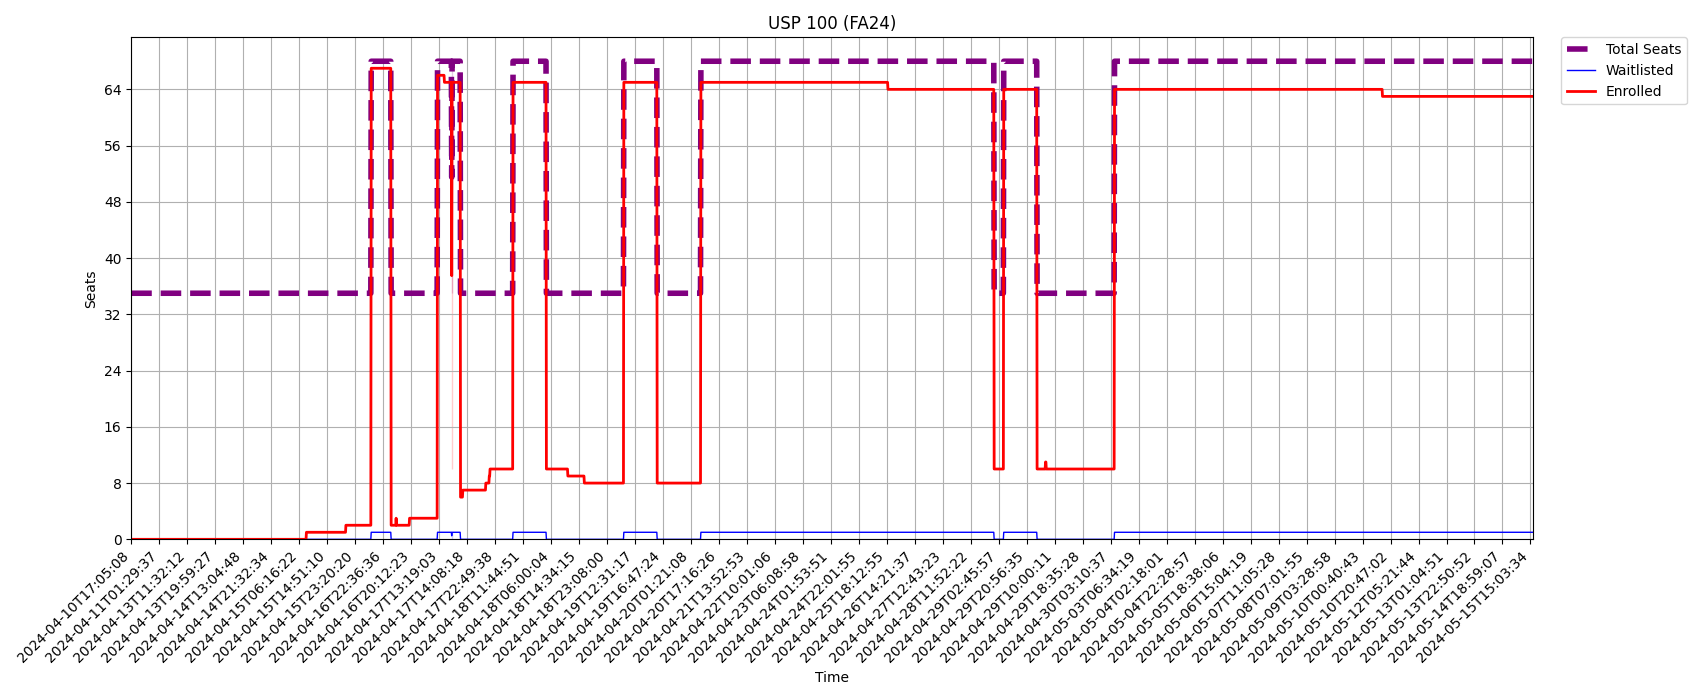 USP 100 (FA24)
Total Seats
Waitlisted
Enrolled
Seats
64
56
48
40
32
24
16
8
0
2024-04-10T17:05:08
2024-04-11T01:29:37
2024-04-13T11:32:12
2024-04-13T19:59:27
2024-04-14T13:04:48
2024-04-14T21:32:34
2024-04-15T06:16:22
2024-04-15T14:51:10
2024-04-15T23:20:20
2024-04-16T22:36:36
2024-04-16T20:12:23
2024-04-17T13:19:03
2024-04-17T14:08:18
2024-04-17T22:49:38
2024-04-18T11:44:51
2024-04-18T06:00:04
2024-04-18T14:34:15
2024-04-18T23:08:00
2024-04-19T12:31:17
2024-04-19T16:47:24
2024-04-20T01:21:08
2024-04-20T17:16:26
2024-04-21T13:52:53
2024-04-22T10:01:06
2024-04-23T06:08:58
2024-04-24T01:53:51
2024-04-24T22:01:55
2024-04-25T18:12:55
2024-04-26T14:21:37
2024-04-27T12:43:23
2024-04-28T11:52:22
2024-04-29T02:45:57
2024-04-29T20:56:35
2024-04-29T10:00:11
2024-04-29T18:35:28
2024-04-30T03:10:37
2024-05-03T06:34:19
2024-05-04T02:18:01
2024-05-04T22:28:57
2024-05-05T18:38:06
2024-05-06T15:04:19
2024-05-07T11:05:28
2024-05-08T07:01:55
2024-05-09T03:28:58
2024-05-10T00:40:43
2024-05-10T20:47:02
2024-05-12T05:21:44
2024-05-13T01:04:51
2024-05-13T22:50:52
2024-05-14T18:59:07
2024-05-15T15:03:34
Time